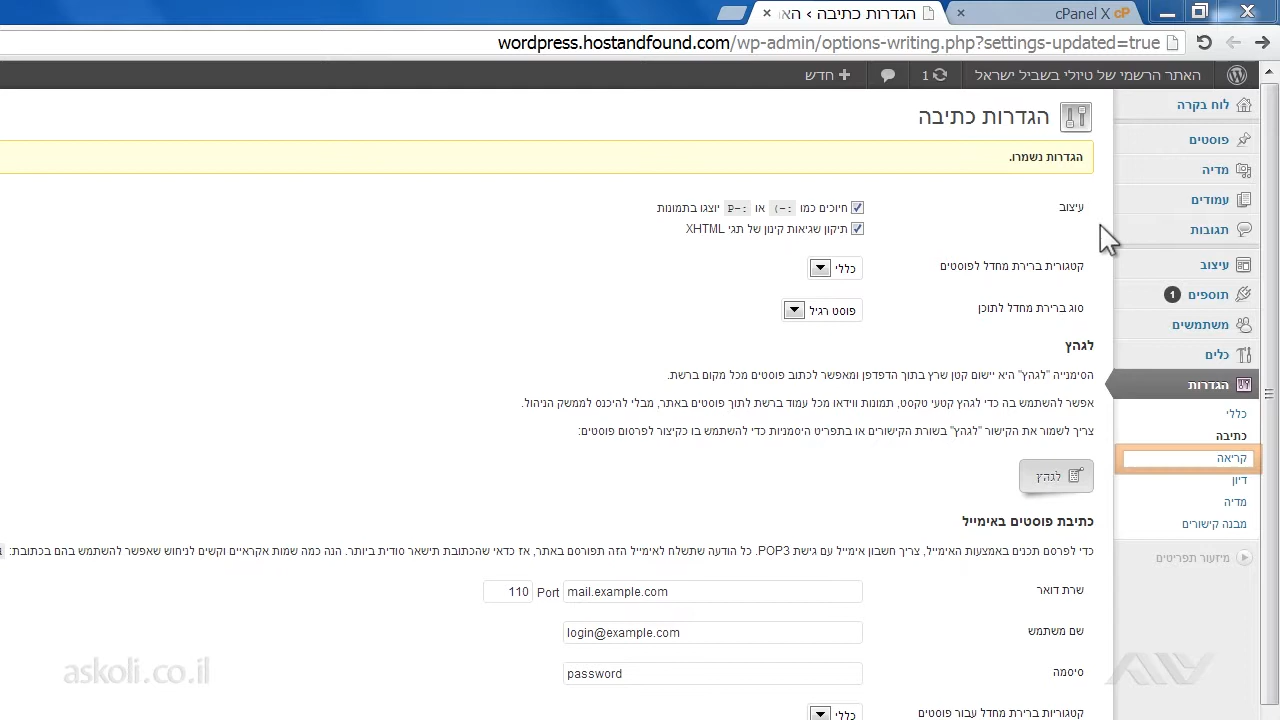 הגדרות כתיבה ‹ הא
cPanel X
wordpress.hostandfound.com/wp-admin/options-writing.php?settings-updated=true
האתר הרשמי של טיולי בשביל ישראל
1
חדש
לוח בקרה
פוסטים
מדיה
עמודים
תגובות
עיצוב
תוספים 1
משתמשים
כלים
הגדרות
כללי
כתיבה
קריאה
דיון
מדיה
מבנה קישורים
מיזעור תפריטים
הגדרות כתיבה
הגדרות נשמרו.
עיצוב
חיוכים כמו :-) או :-P יוצגו בתמונות
תיקון שגיאות קינון של תגי XHTML
קטגורית ברירת מחדל לפוסטים
כללי
סוג ברירת מחדל לתוכן
פוסט רגיל
לגהץ
הסימנייה "לגהץ" היא יישום קטן שרץ בתוך הדפדפן ומאפשר לכתוב פוסטים מכל מקום ברשת.
אפשר להשתמש בה כדי לגהץ קטעי טקסט, תמונות ווידאו מכל עמוד ברשת לתוך פוסטים באתר, מבלי להיכנס לממשק הניהול.
צריך לשמור את הקישור "לגהץ" בשורת הקישורים או בתפריט היסמניות כדי להשתמש בו כקיצור לפרסום פוסטים:
לגהץ
כתיבת פוסטים באימייל
כדי לפרסם תכנים באמצעות האימייל, צריך חשבון אימייל עם גישת POP3. כל הודעה שתשלח לאימייל הזה תפורסם באתר, אז כדאי שהכתובת תישאר סודית ביותר. הנה כמה שמות אקראיים וקשים לניחוש שאפשר להשתמש בהם בכתובת:
שרת דואר
mail.example.com Port 110
שם משתמש
login@example.com
סיסמה
password
קטגוריות ברירת מחדל עבור פוסטים
כללי
askoli.co.il